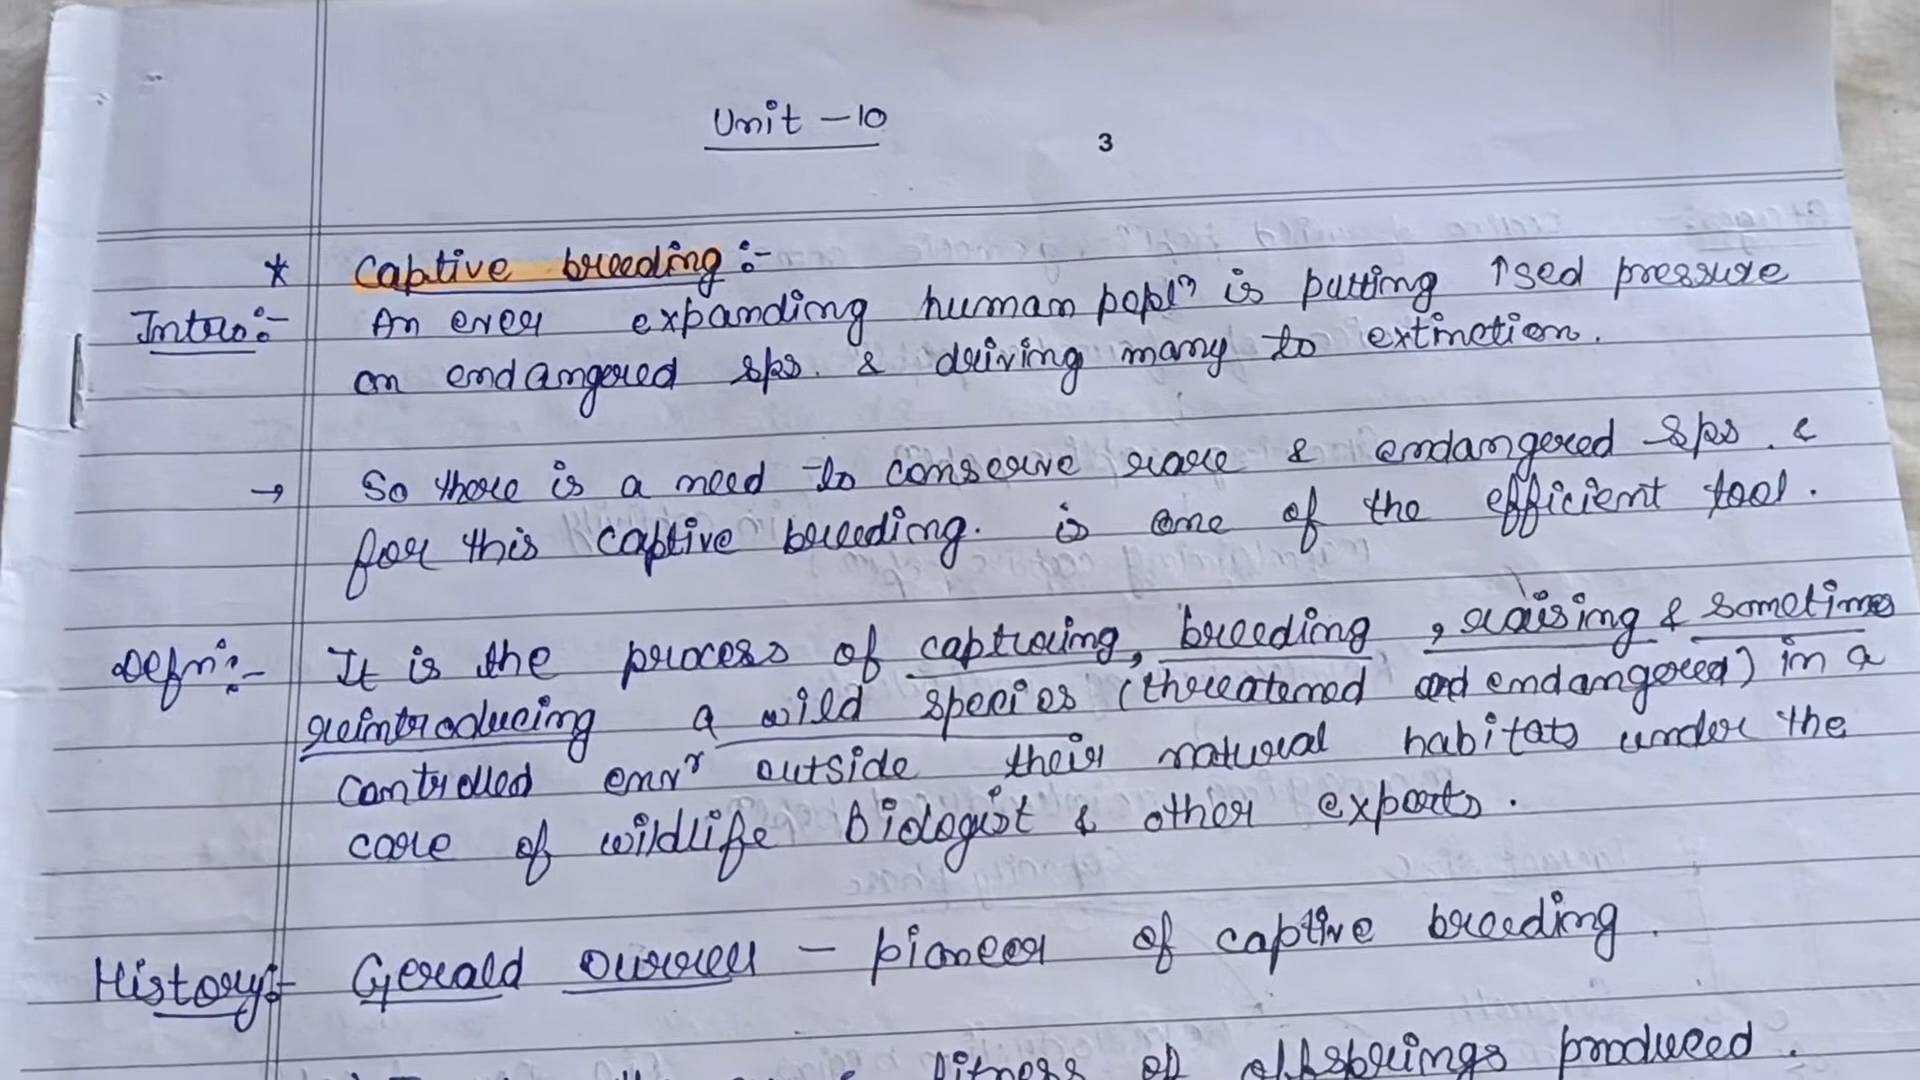 Unit - 10
3
* Captive breeding :-
Intro :- An ever expanding human popln is putting ↑sed pressure
on endangered sps. & driving many to extinction.
→ So there is a need to conserve rare & endangered sps. &
for this captive breeding. is one of the efficient tool.
Defn :- It is the process of capturing, breeding , raising & sometimes
reintroducing a wild species (threatened and endangered) in a
controlled envr outside their natural habitats under the
care of wildlife biologist & other experts.
History :- Gerald Durrell - pioneer of captive breeding.
fitness of offsprings produced.